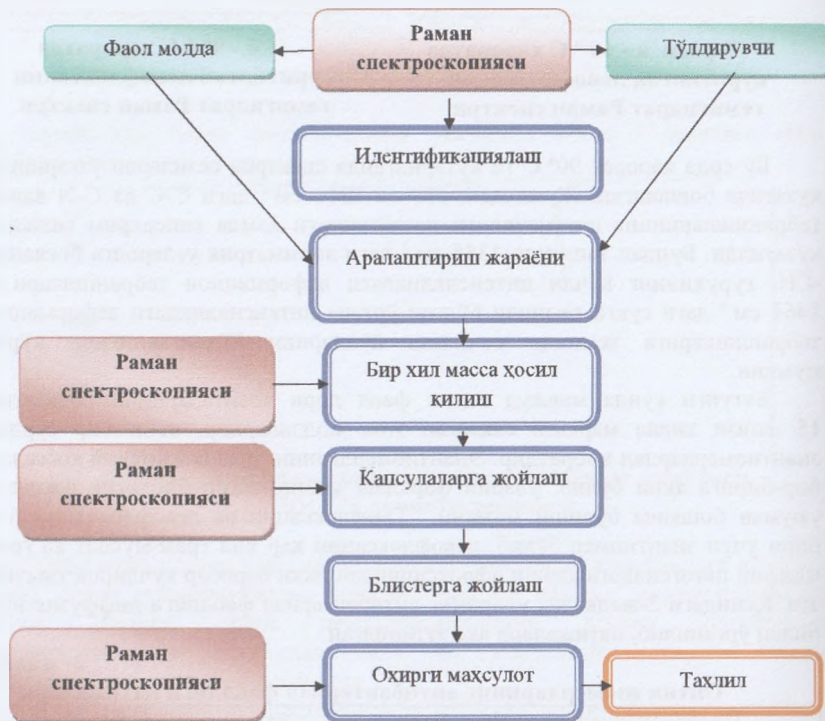 Фаол модда
Раман
спектроскопияси
Тўлдирувчи
Идентификациялаш
Аралаштириш жараёни
Раман
спектроскопияси
Бир хил масса ҳосил
қилиш
Раман
спектроскопияси
Капсулаларга жойлаш
Блистерга жойлаш
Раман
спектроскопияси
Охирги маҳсулот
Таҳлил